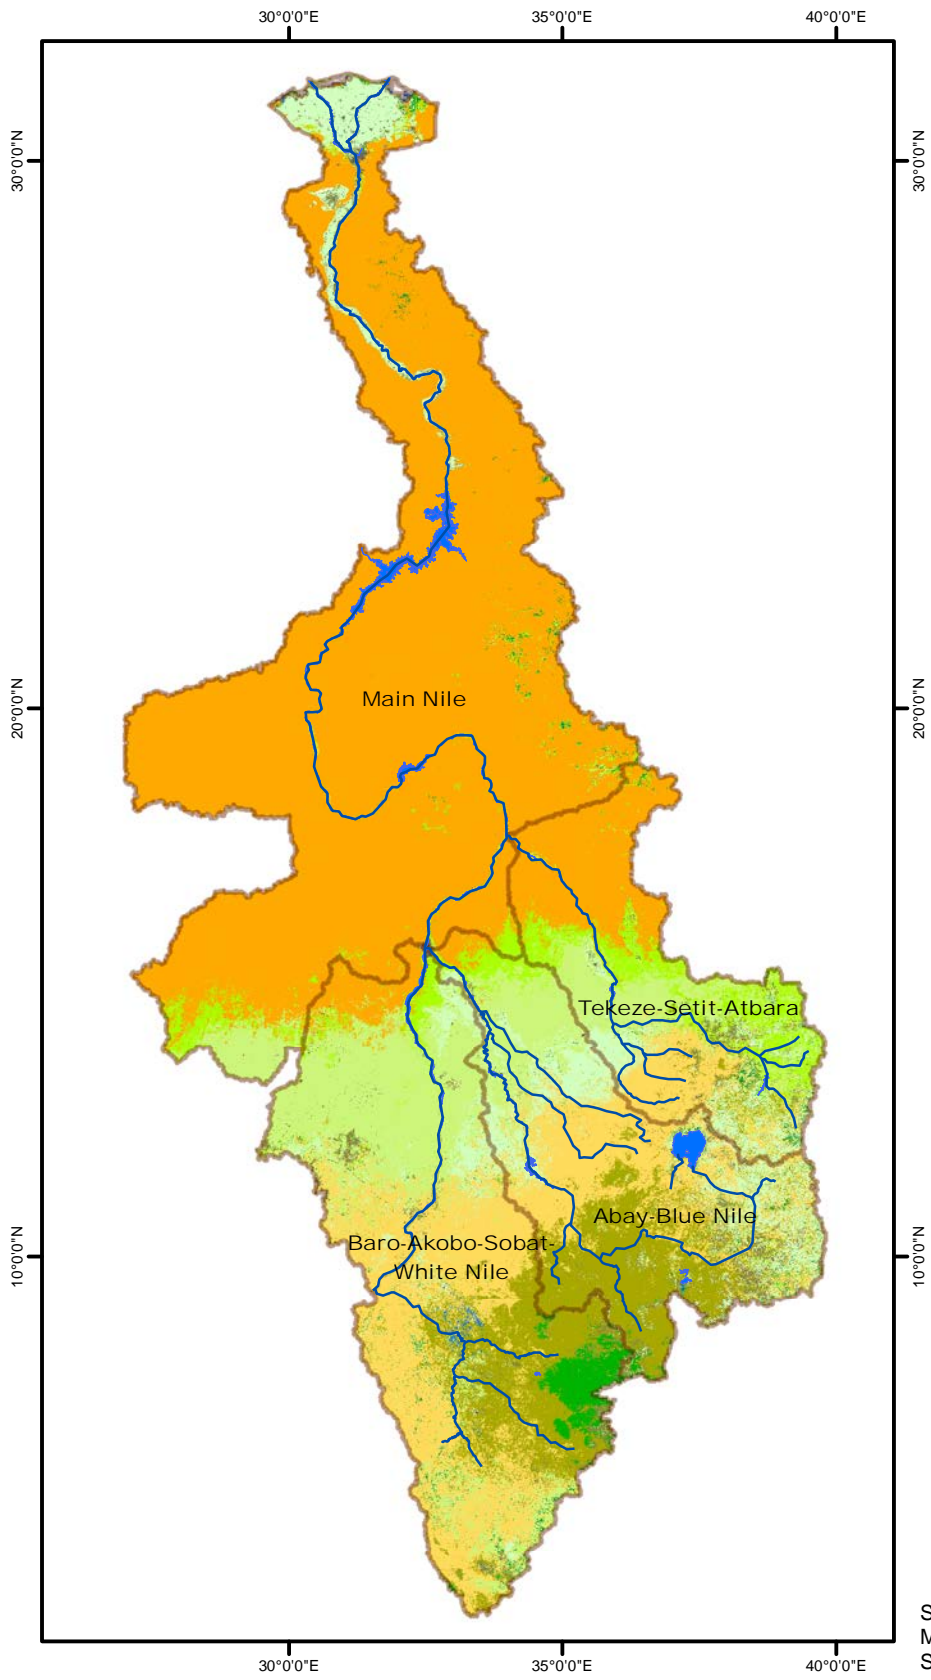 30°0'0"E
35°0'0"E
40°0'0"E
30°0'0"N
30°0'0"N
20°0'0"N
20°0'0"N
Main Nile
Tekeze-Setit-Atbara
Abay-Blue Nile
Baro-Akobo-Sobat-
White Nile
10°0'0"N
10°0'0"N
S
M
S
30°0'0"E
35°0'0"E
40°0'0"E